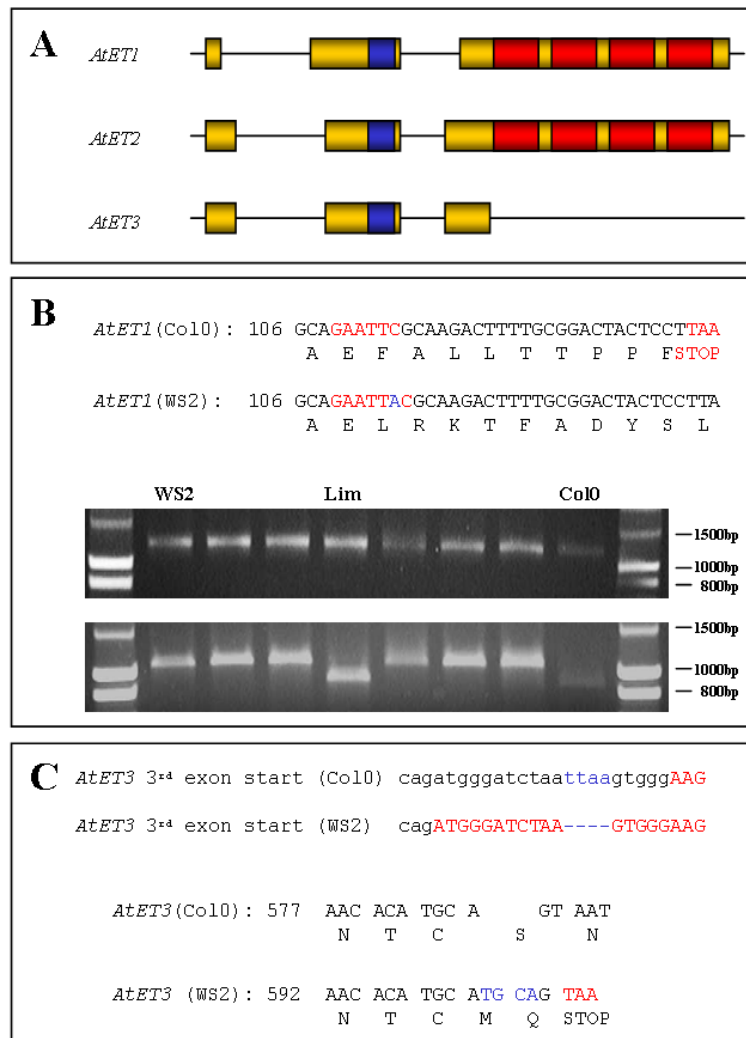 A
AtET1
AtET2
AtET3
B
AtET1(Col0): 106 GCAGAATTCGCAAGACTTTTGCGGACTACTCCTTAA
A E F A L L T T P P F STOP
AtET1(WS2): 106 GCAGAATTACGCAAGACTTTTGCGGACTACTCCTTA
A E L R K T F A D Y S L
WS2 Lim Col0
1500bp
1000bp
800bp
1500bp
1000bp
800bp
C
AtET3 3rd exon start (Col0) cagatgggatctaattaagtgggAAG
AtET3 3rd exon start (WS2) cagATGGGATCTAA----GTGGGAAG
AtET3(Col0): 577 AAC ACA TGC A GT AAT
N T C S N
AtET3 (WS2): 592 AAC ACA TGC ATG CAG TAA
N T C M Q STOP